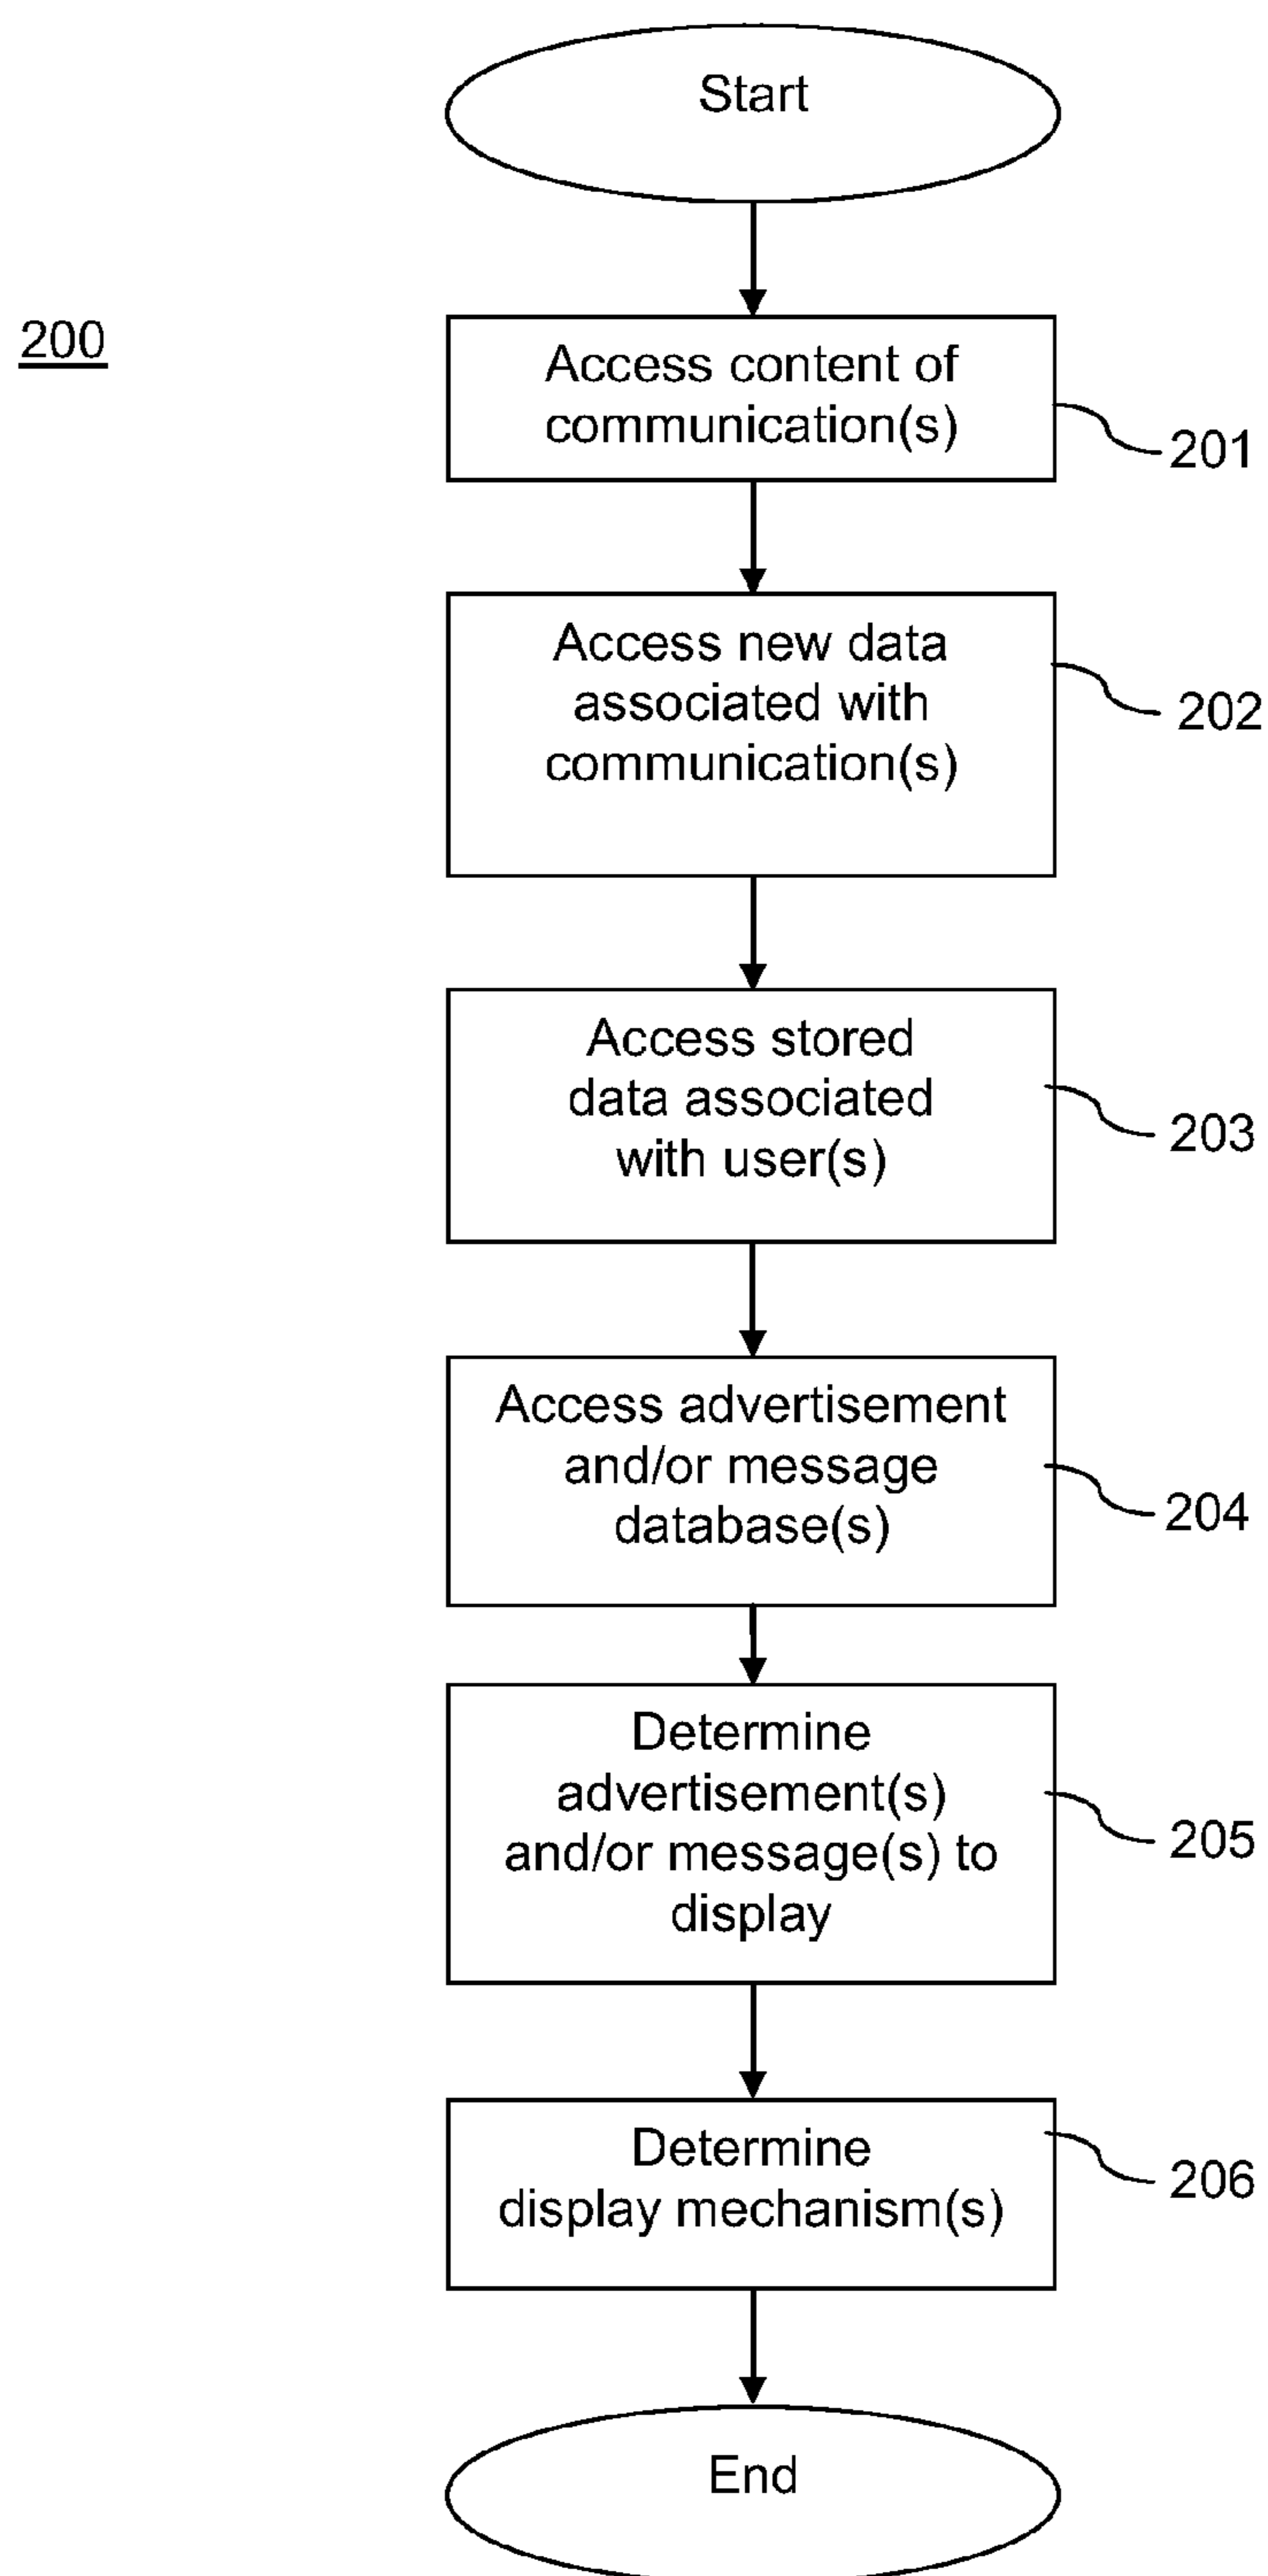 Start
200
Access content of
communication(s)
201
Access new data
associated with
communication(s)
202
Access stored
data associated
with user(s)
203
Access advertisement
and/or message
database(s)
204
Determine
advertisement(s)
and/or message(s) to
display
205
Determine
display mechanism(s)
206
End